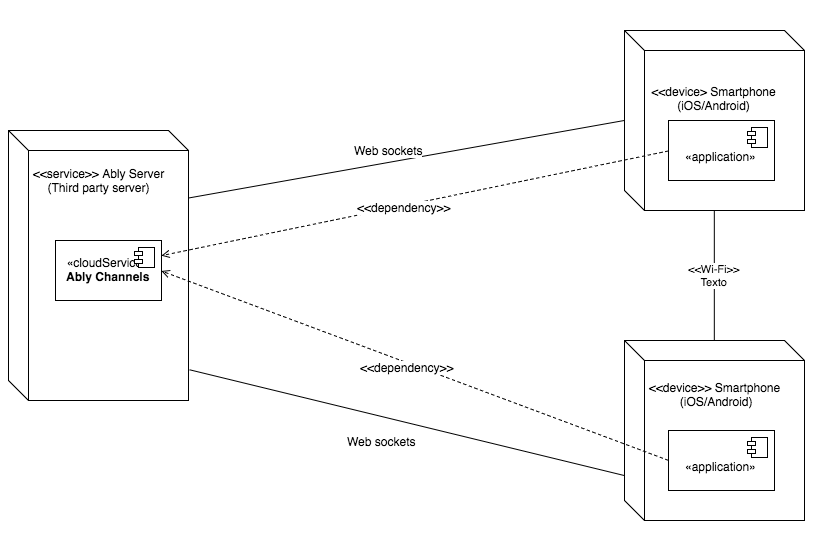 <<device> Smartphone
(iOS/Android)
«application»
Web sockets
<<service>> Ably Server
(Third party server)
<<dependency>>
«cloudServic
Ably Channels
<<Wi-Fi>>
Texto
<<dependency>>
<<device>> Smartphone
(iOS/Android)
Web sockets
«application»